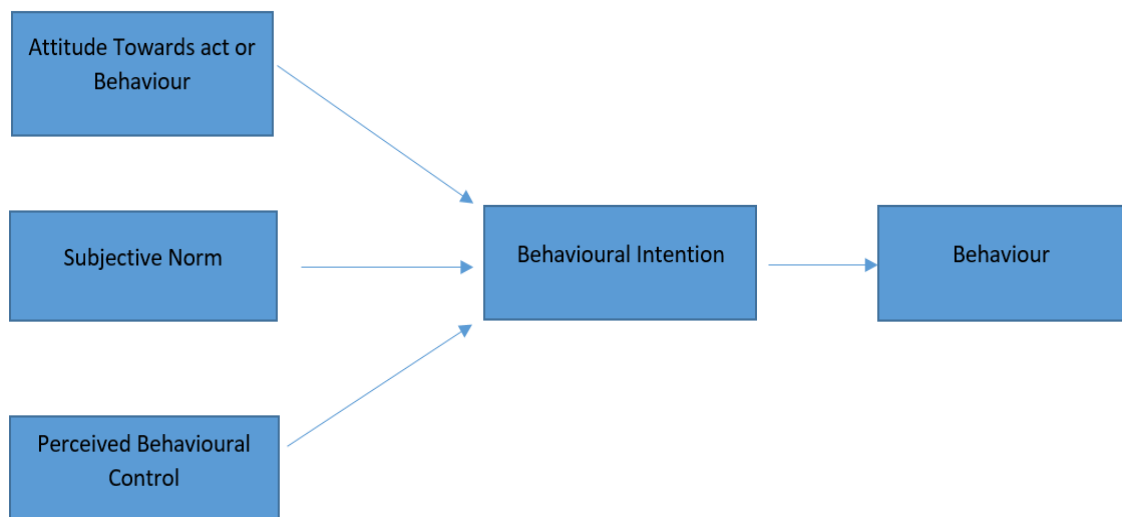 Attitude Towards act or
Behaviour
Subjective Norm
Behavioural Intention
Behaviour
Perceived Behavioural
Control